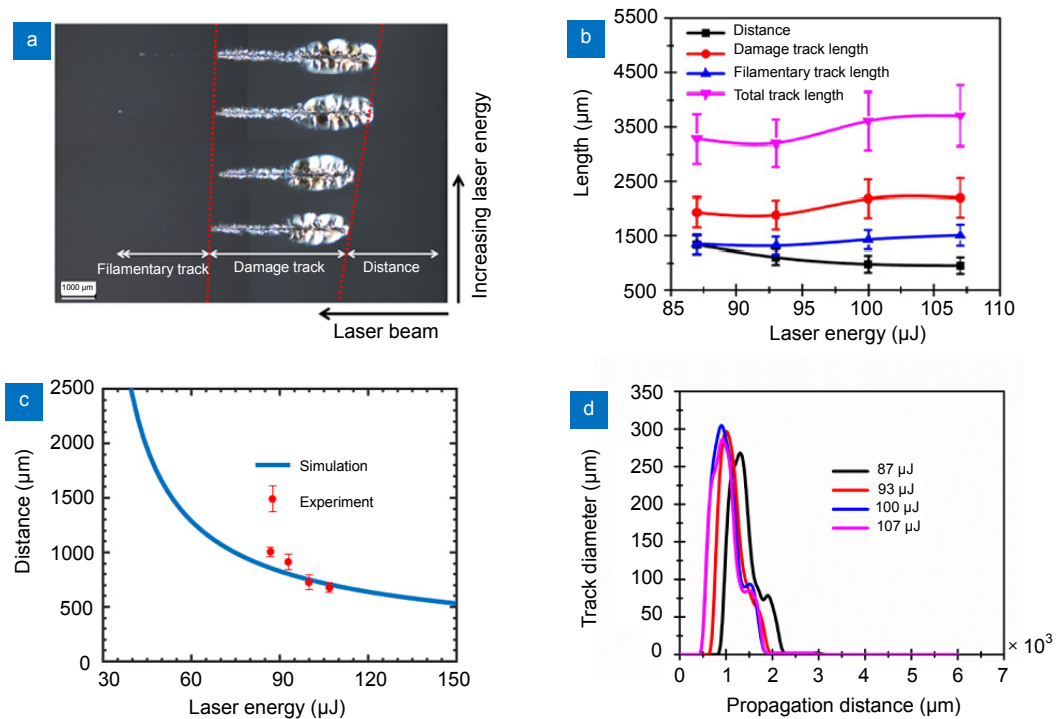 a
Filamentary track
Damage track
Distance
1000 μm
Increasing laser energy
Laser beam
b
5500
4500
3500
2500
1500
500
Length (μm)
Distance
Damage track length
Filamentary track length
Total track length
85
90
95
100
105
110
Laser energy (μJ)
c
2500
2000
1500
1000
500
0
Distance (μm)
Simulation
Experiment
30
60
90
120
150
Laser energy (μJ)
d
350
300
250
200
150
100
50
0
Track diameter (μm)
87 μJ
93 μJ
100 μJ
107 μJ
0
1
2
3
4
5
6
7
× 10³
Propagation distance (μm)